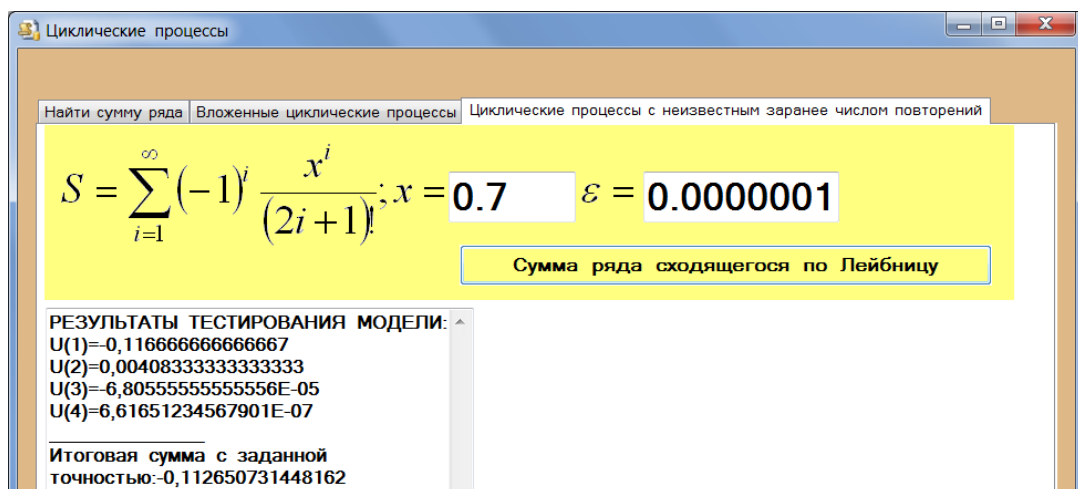 Циклические процессы
Найти сумму ряда Вложенные циклические процессы Циклические процессы с неизвестным заранее числом повторений
S = ∑_{i=1}^{∞} (-1)^i x^i / (2i+1)!; x = 0.7 ε = 0.0000001
Сумма ряда сходящегося по Лейбницу
РЕЗУЛЬТАТЫ ТЕСТИРОВАНИЯ МОДЕЛИ:
U(1)=-0,116666666666667
U(2)=0,00408333333333333
U(3)=-6,80555555555556E-05
U(4)=6,61651234567901E-07
Итоговая сумма с заданной
точностью:-0,112650731448162